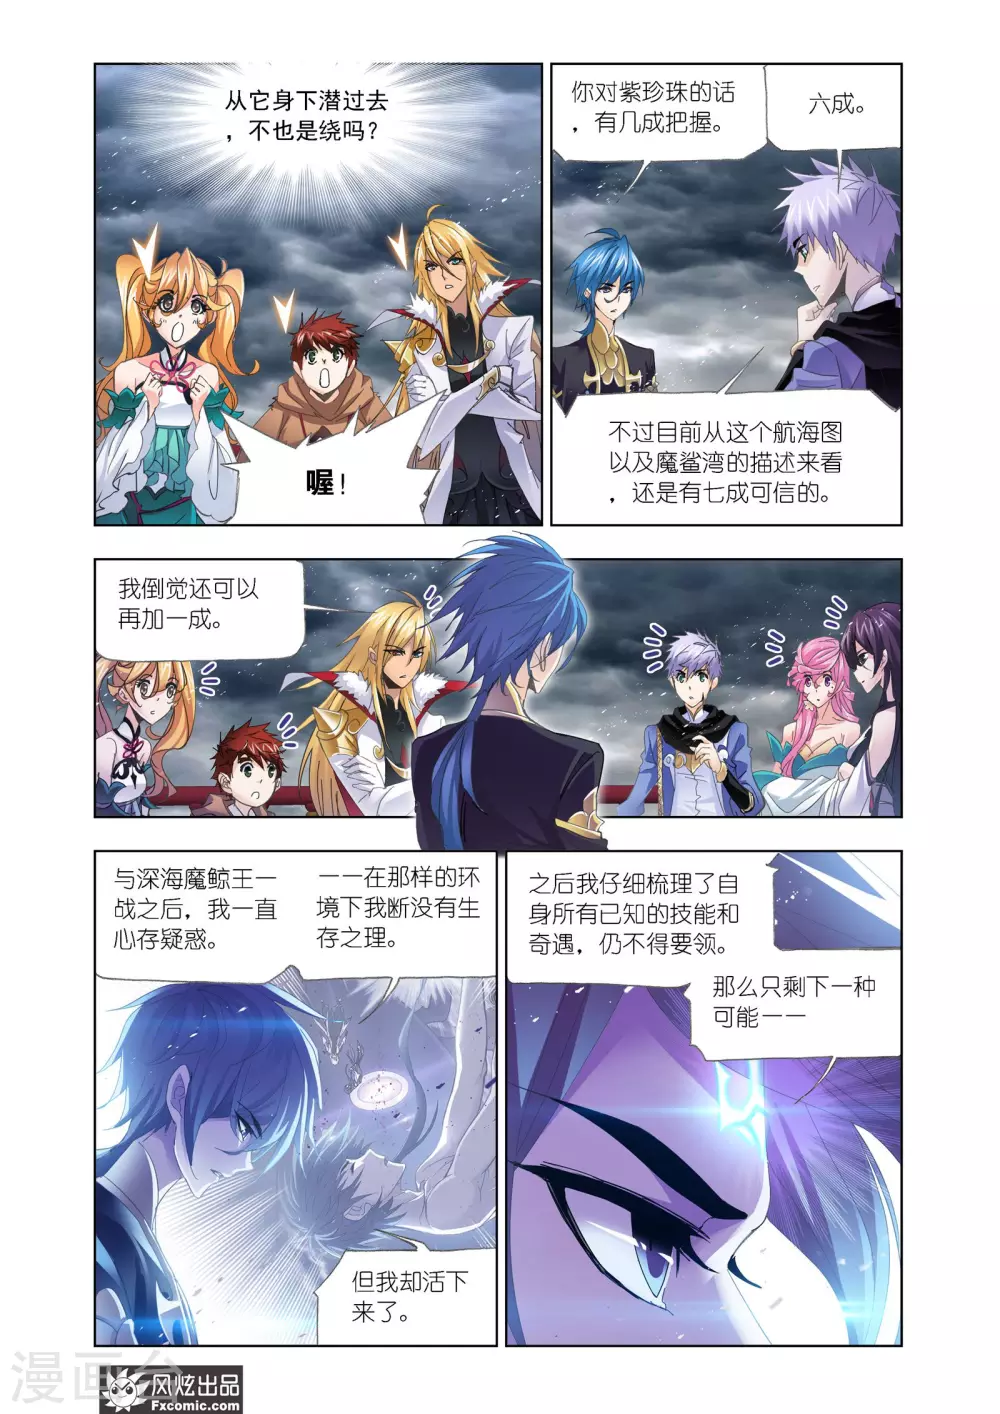 从它身下潜过去
，不也是绕吗？
喔！
你对紫珍珠的话
，有几成把握。
六成。
不过目前从这个航海图
以及魔鲨湾的描述来看
，还是有七成可信的。
我倒觉还可以
再加一成。
与深海魔鲸王一
战之后，我一直
心存疑惑。
一一在那样的环
境下我断没有生
存之理。
但我却活下
来了。
之后我仔细梳理了自
身所有已知的技能和
奇遇，仍不得要领。
那么只剩下一种
可能一一
漫画台
风炫出品
Fxcomic.com